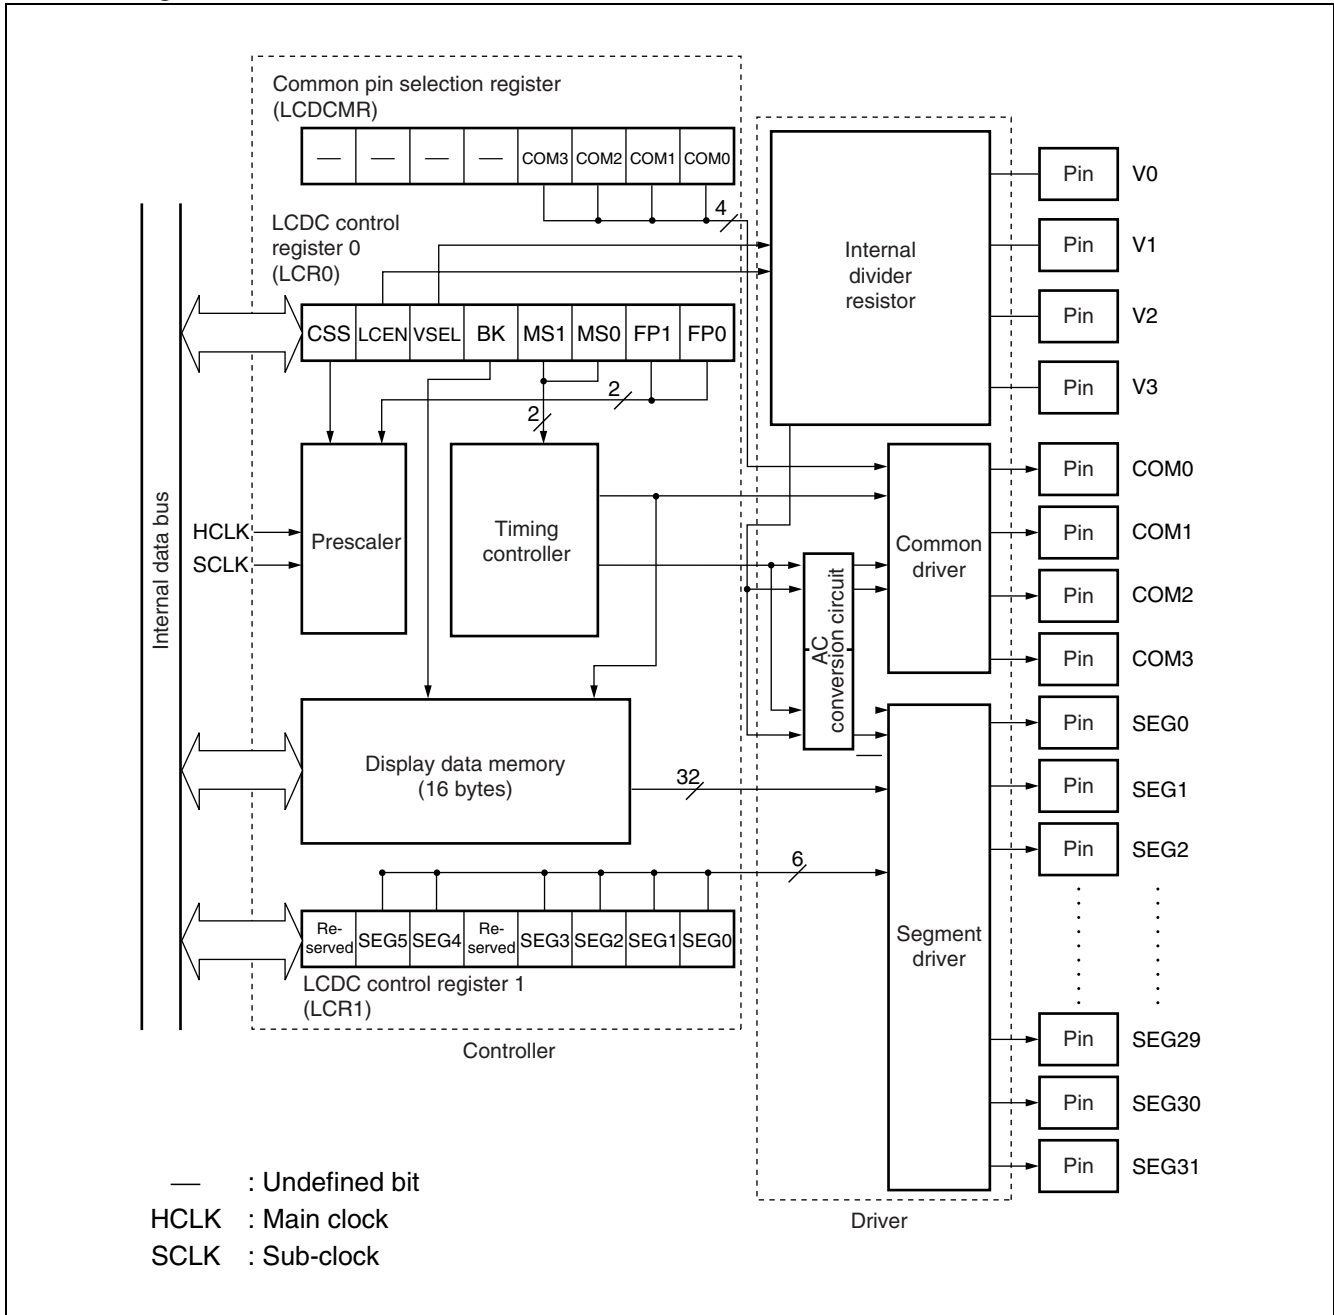 Common pin selection register
(LCDCMR)
— — — — COM3 COM2 COM1 COM0
4
LCDC control
register 0
(LCR0)
CSS LCEN VSEL BK MS1 MS0 FP1 FP0
2
2
Internal data bus
HCLK
SCLK
Prescaler
Timing
controller
Display data memory
(16 bytes)
32
6
Re-
served
SEG5 SEG4
Re-
served
SEG3 SEG2 SEG1 SEG0
LCDC control register 1
(LCR1)
Controller
Internal
divider
resistor
AC
conversion circuit
Common
driver
Segment
driver
Driver
Pin V0
Pin V1
Pin V2
Pin V3
Pin COM0
Pin COM1
Pin COM2
Pin COM3
Pin SEG0
Pin SEG1
Pin SEG2
Pin SEG29
Pin SEG30
Pin SEG31
— : Undefined bit
HCLK : Main clock
SCLK : Sub-clock